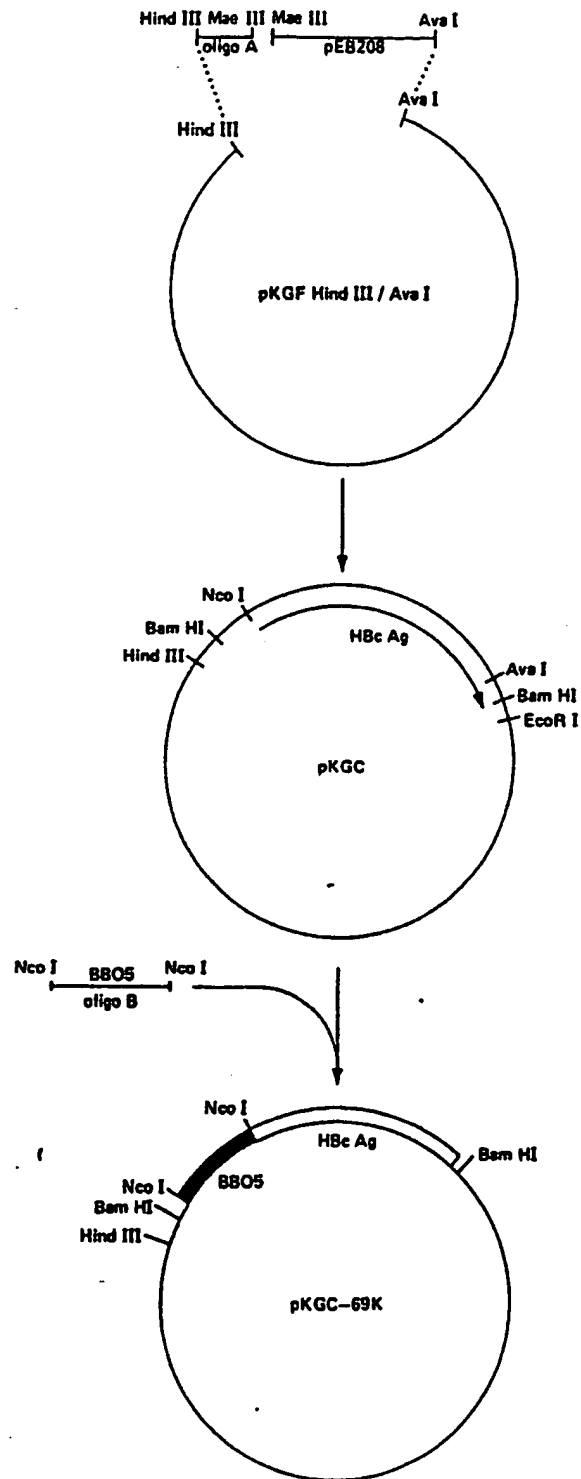 Hind III Mae III Mae III Ava I
oligo A pEB208
Ava I
Hind III
pKGF Hind III / Ava I
Nco I
Bam HI
HBc Ag
Hind III
Ava I
Bam HI
EcoR I
pKGC
Nco I BB05 Nco I
oligo B
Nco I
HBc Ag
Bam HI
BB05
Nco I
Bam HI
Hind III
pKGC-69K